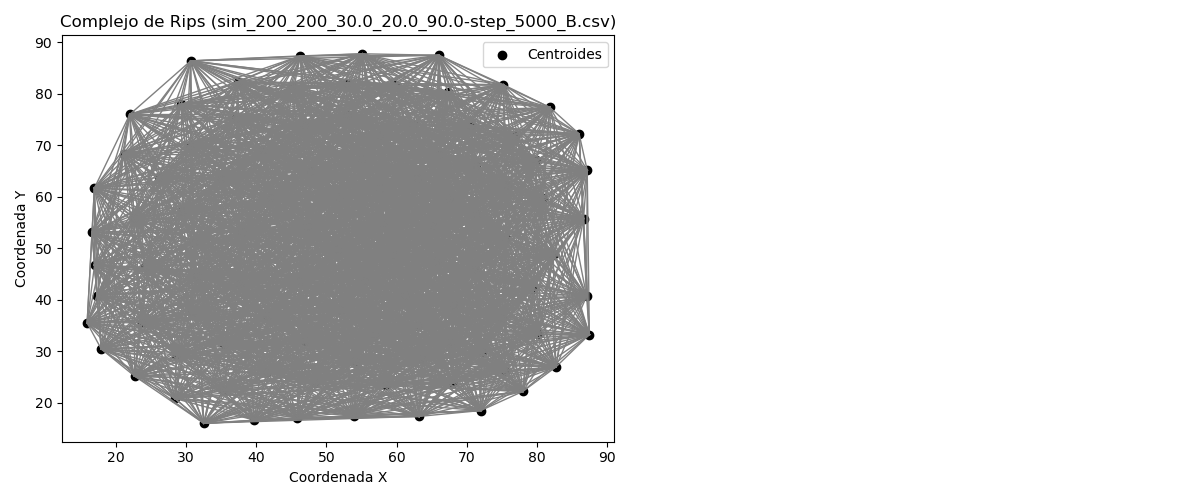 Complejo de Rips (sim_200_200_30.0_20.0_90.0-step_5000_B.csv)
Centroides
90
80
70
60
50
40
30
20
Coordenada Y
20 30 40 50 60 70 80 90
Coordenada X